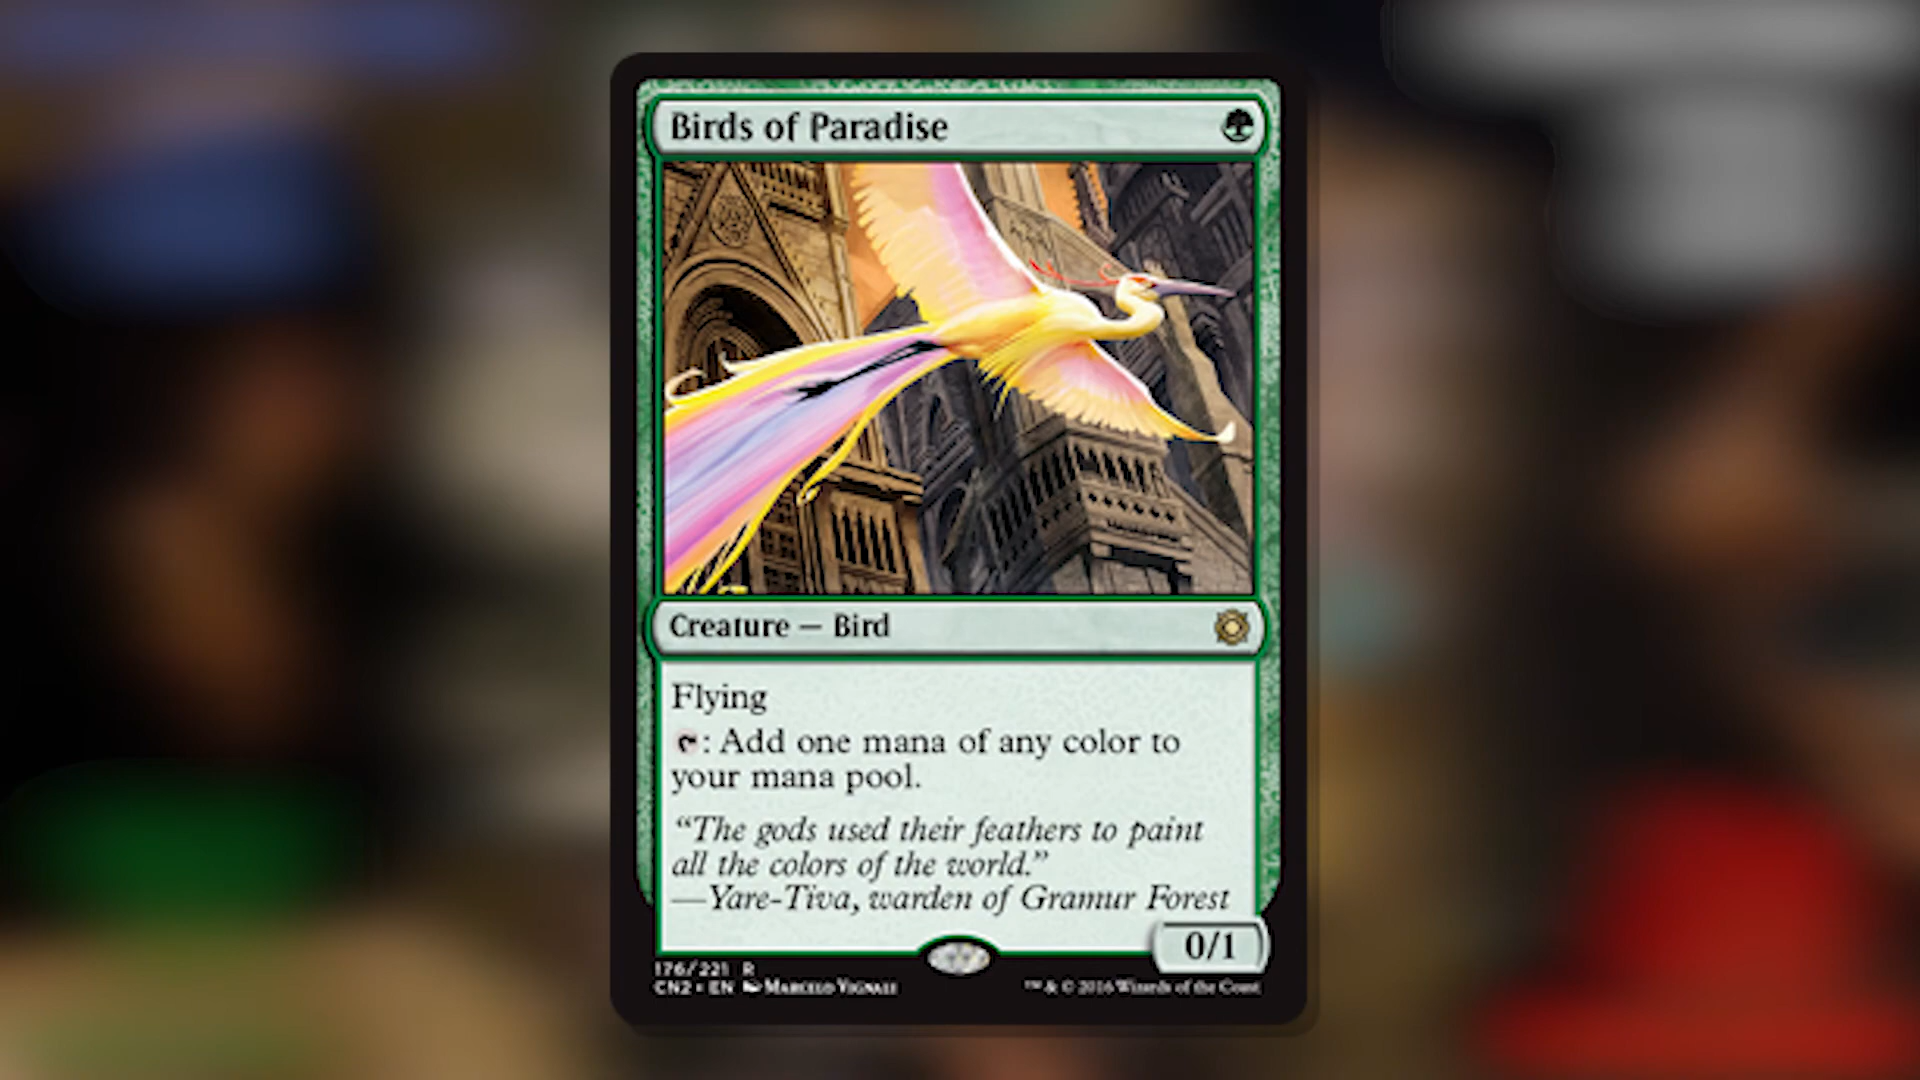 Birds of Paradise
Creature — Bird
Flying
: Add one mana of any color to
your mana pool.
“The gods used their feathers to paint
all the colors of the world.”
—Yare-Tiva, warden of Gramur Forest
0/1
176/221 R
CN2 • EN Marcelo Vignali
™ & © 2016 Wizards of the Coast